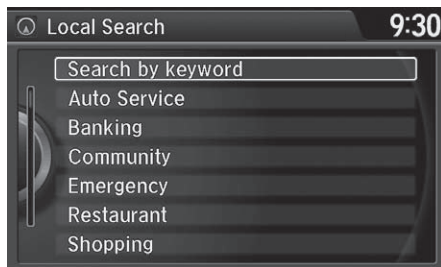 Local Search
9:30
Search by keyword
Auto Service
Banking
Community
Emergency
Restaurant
Shopping